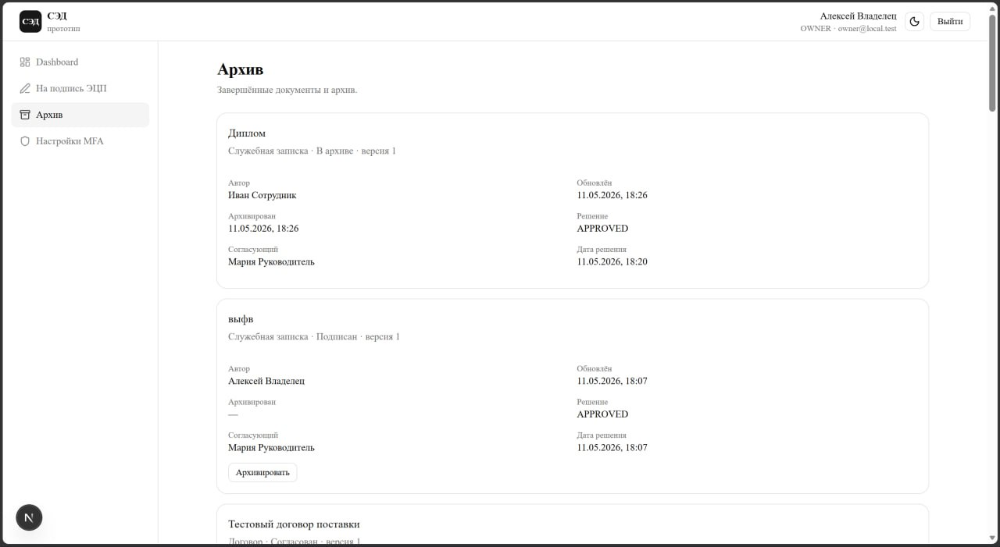 СЭД
СЭД
прототип
Алексей Владелец
OWNER · owner@local.test
Выйти
Dashboard
На подпись ЭЦП
Архив
Настройки MFA
Архив
Завершённые документы и архив.
Диплом
Служебная записка · В архиве · версия 1
Автор
Иван Сотрудник
Обновлён
11.05.2026, 18:26
Архивирован
11.05.2026, 18:26
Решение
APPROVED
Согласующий
Мария Руководитель
Дата решения
11.05.2026, 18:20
выфв
Служебная записка · Подписан · версия 1
Автор
Алексей Владелец
Обновлён
11.05.2026, 18:07
Архивирован
—
Решение
APPROVED
Согласующий
Мария Руководитель
Дата решения
11.05.2026, 18:07
Архивировать
Тестовый договор поставки
Договор · Согласован · версия 1
N